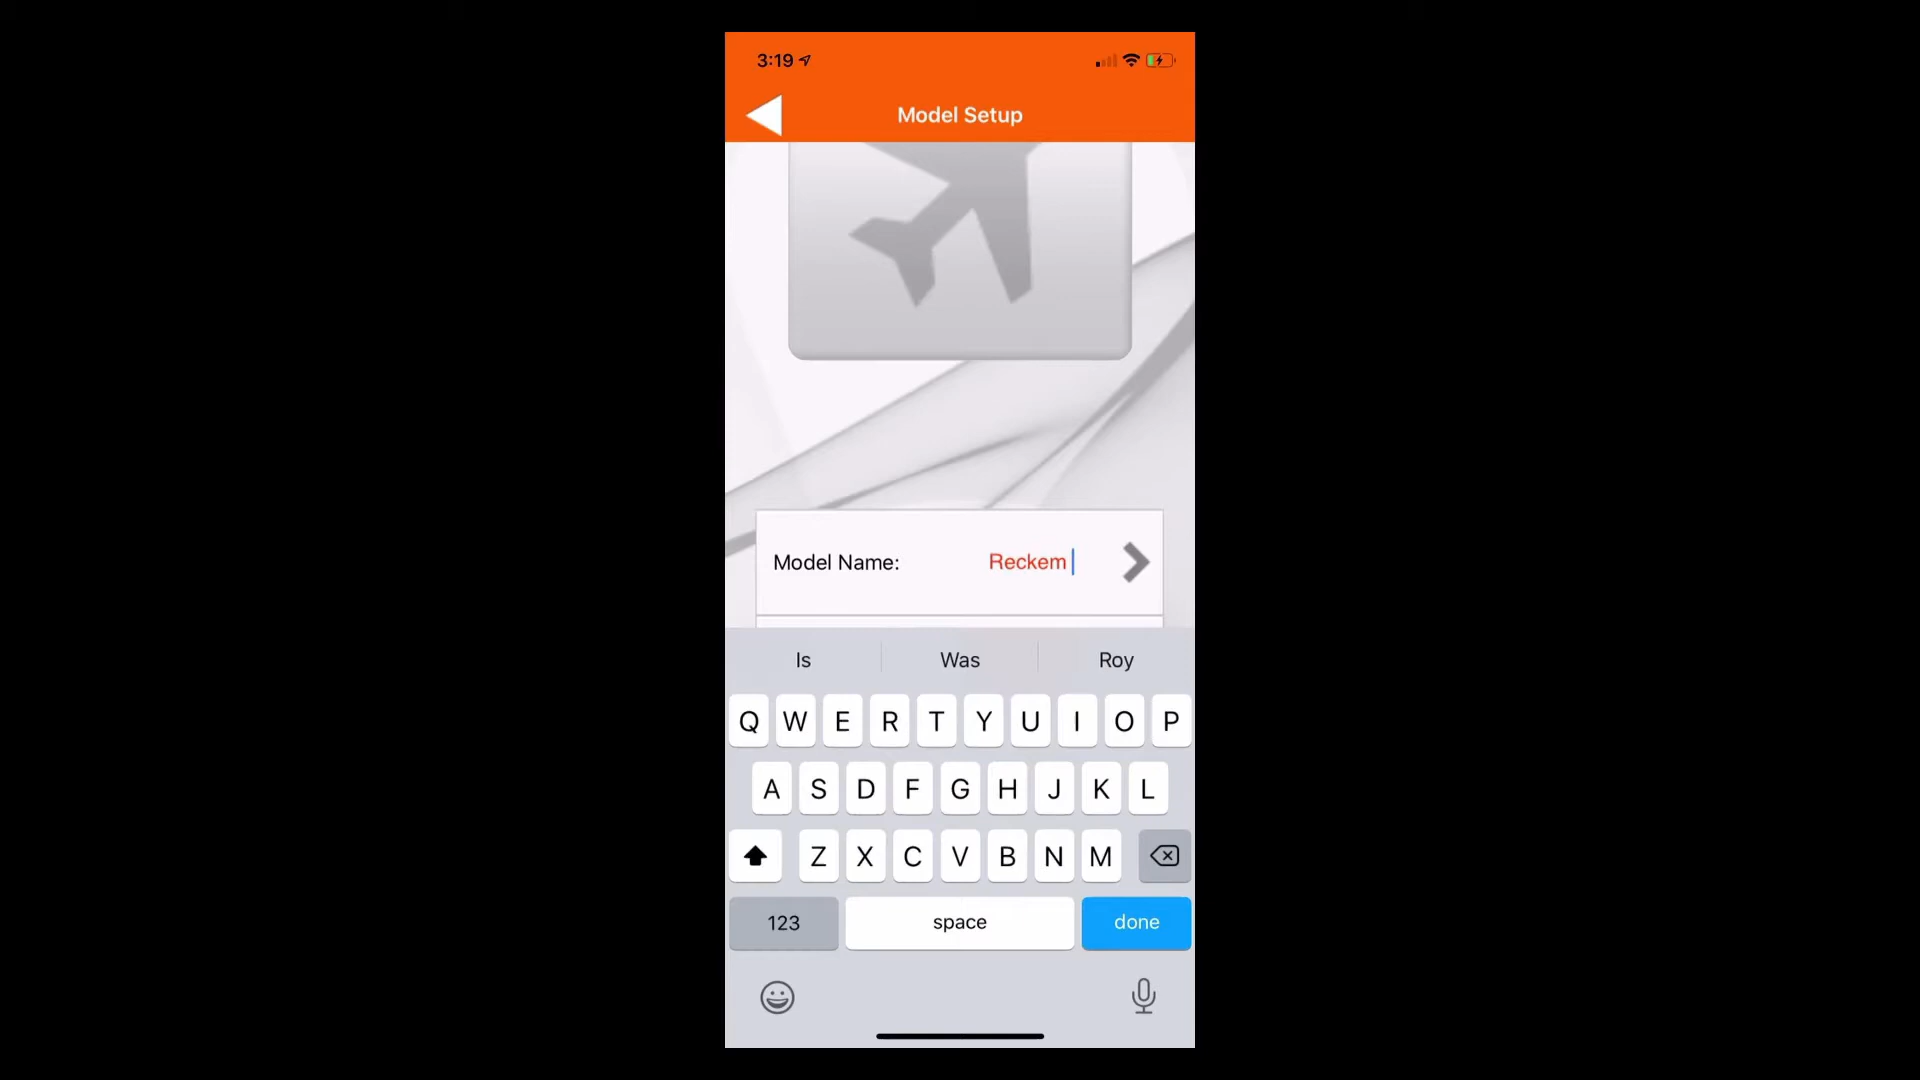 3:19
Model Setup
Model Name: Reckem
Is Was Roy
Q W E R T Y U I O P
A S D F G H J K L
Z X C V B N M
123 space done